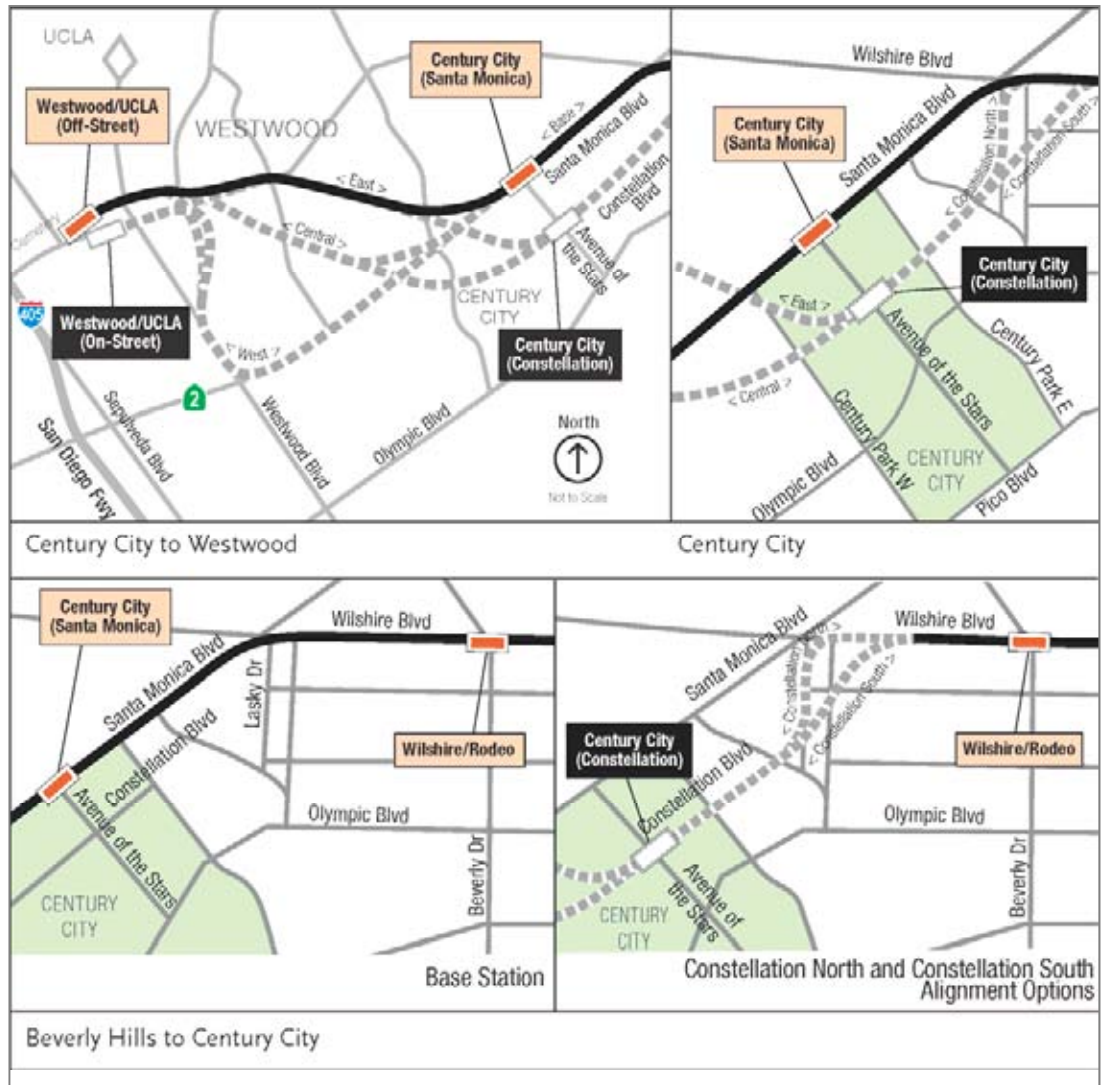 UCLA
Westwood/UCLA
(Off-Street)
WESTWOOD
Century City
(Santa Monica)
< Base >
Santa Monica Blvd
< East >
Constellation
Blvd
< Central >
Avenue of
the Stars
Cemetery
405
Westwood/UCLA
(On-Street)
CENTURY
CITY
Century City
(Constellation)
< West >
2
Sepulveda Blvd
San Diego Fwy
Westwood Blvd
Olympic Blvd
North
Not to Scale
Century City to Westwood
Wilshire Blvd
Santa Monica Blvd
< Constellation North >
< Constellation South >
Century City
(Santa Monica)
Century City
(Constellation)
< East >
< Central >
Avenue of the Stars
Century Park E
Century Park W
CENTURY
CITY
Olympic Blvd
Pico Blvd
Century City
Century City
(Santa Monica)
Wilshire Blvd
Santa Monica Blvd
Lasky Dr
Constellation Blvd
Wilshire/Rodeo
Avenue of the Stars
Olympic Blvd
Beverly Dr
CENTURY
CITY
Base Station
Wilshire Blvd
Santa Monica Blvd
< Constellation North >
< Constellation South >
Century City
(Constellation)
Wilshire/Rodeo
Constellation Blvd
Olympic Blvd
Avenue of
the Stars
Beverly Dr
CENTURY
CITY
Constellation North and Constellation South
Alignment Options
Beverly Hills to Century City